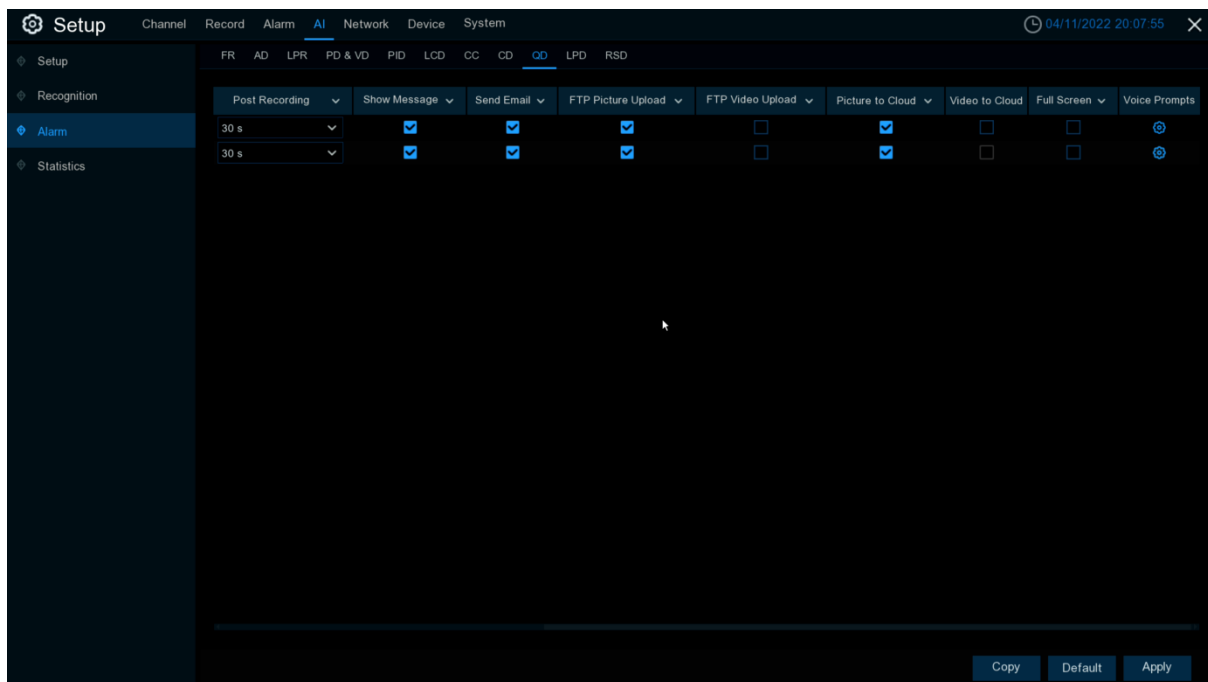 Setup Channel Record Alarm AI Network Device System 04/11/2022 20:07:55
FR AD LPR PD & VD PID LCD CC CD QD LPD RSD
Setup
Recognition
Alarm
Statistics
Post Recording Show Message Send Email FTP Picture Upload FTP Video Upload Picture to Cloud Video to Cloud Full Screen Voice Prompts
30 s
30 s
Copy Default Apply